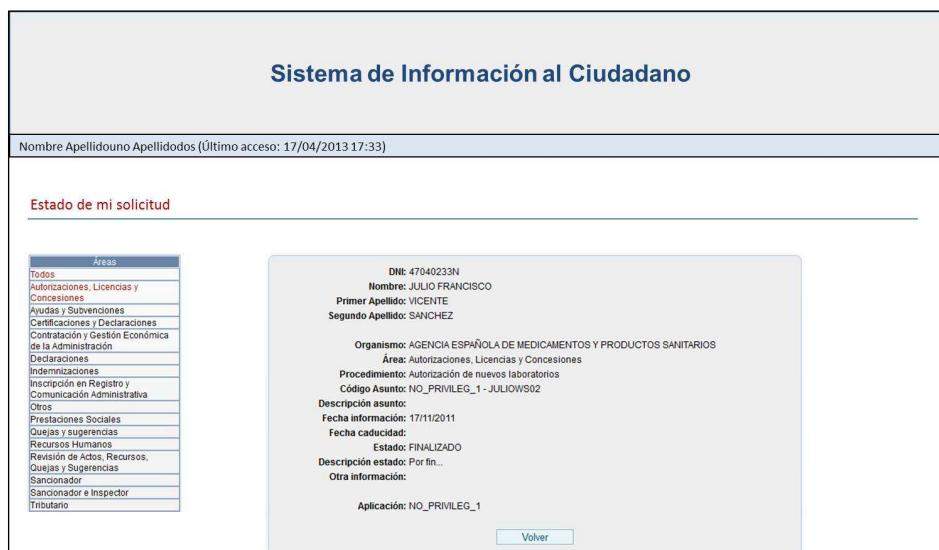 Sistema de Información al Ciudadano
Nombre Apellidouno Apellidodos (Último acceso: 17/04/2013 17:33)
Estado de mi solicitud
Áreas
Todos
Autorizaciones, Licencias y
Concesiones
Ayudas y Subvenciones
Certificaciones y Declaraciones
Contratación y Gestión Económica
de la Administración
Declaraciones
Indemnizaciones
Inscripción en Registro y
Comunicación Administrativa
Otros
Prestaciones Sociales
Quejas y sugerencias
Recursos Humanos
Revisión de Actos, Recursos,
Quejas y Sugerencias
Sancionador
Sancionador e Inspector
Tributario
DNI: 47040233N
Nombre: JULIO FRANCISCO
Primer Apellido: VICENTE
Segundo Apellido: SANCHEZ
Organismo: AGENCIA ESPAÑOLA DE MEDICAMENTOS Y PRODUCTOS SANITARIOS
Área: Autorizaciones, Licencias y Concesiones
Procedimiento: Autorización de nuevos laboratorios
Código Asunto: NO_PRIVILEG_1 - JULIOWS02
Descripción asunto:
Fecha información: 17/11/2011
Fecha caducidad:
Estado: FINALIZADO
Descripción estado: Por fin...
Otra información:
Aplicación: NO_PRIVILEG_1
Volver